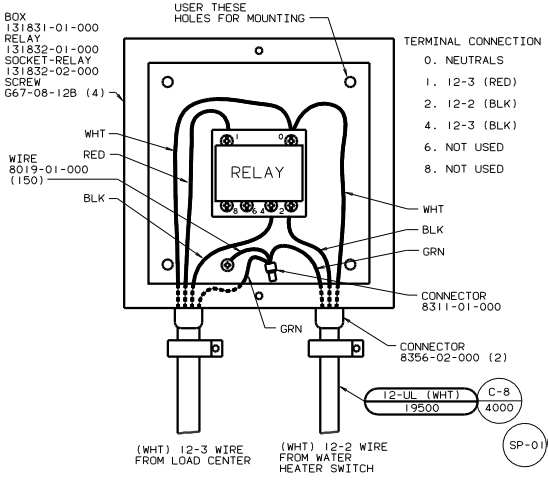 USER THESE
HOLES FOR MOUNTING
BOX
131831-01-000
RELAY
131832-01-000
SOCKET-RELAY
131832-02-000
SCREW
G67-08-12B (4)
TERMINAL CONNECTION
0. NEUTRALS
1. 12-3 (RED)
2. 12-2 (BLK)
4. 12-3 (BLK)
6. NOT USED
8. NOT USED
WHT
RED
WIRE
8019-01-000
(150)
BLK
1
0
RELAY
8
6
4
2
WHT
BLK
GRN
CONNECTOR
8311-01-000
GRN
CONNECTOR
8356-02-000 (2)
12-UL (WHT)
19500
C-8
4000
SP-01
(WHT) 12-3 WIRE
FROM LOAD CENTER
(WHT) 12-2 WIRE
FROM WATER
HEATER SWITCH